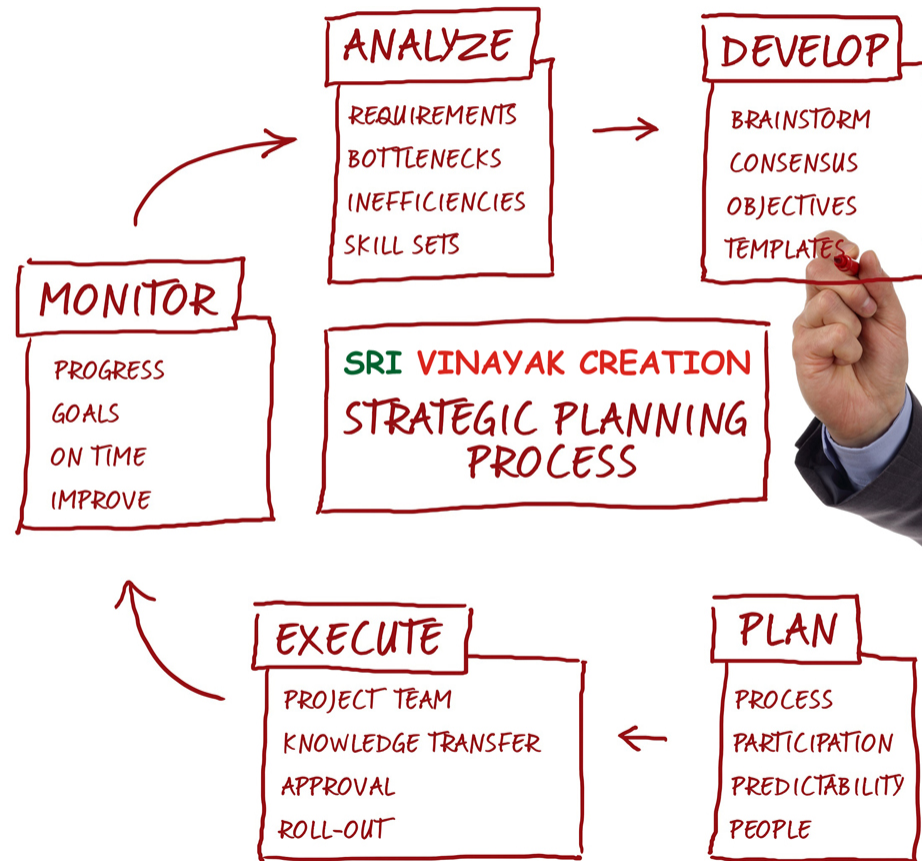 ANALYZE
REQUIREMENTS
BOTTLENECKS
INEFFICIENCIES
SKILL SETS
DEVELOP
BRAINSTORM
CONSENSUS
OBJECTIVES
TEMPLATES
MONITOR
PROGRESS
GOALS
ON TIME
IMPROVE
SRI VINAYAK CREATION
STRATEGIC PLANNING
PROCESS
EXECUTE
PROJECT TEAM
KNOWLEDGE TRANSFER
APPROVAL
ROLL-OUT
PLAN
PROCESS
PARTICIPATION
PREDICTABILITY
PEOPLE